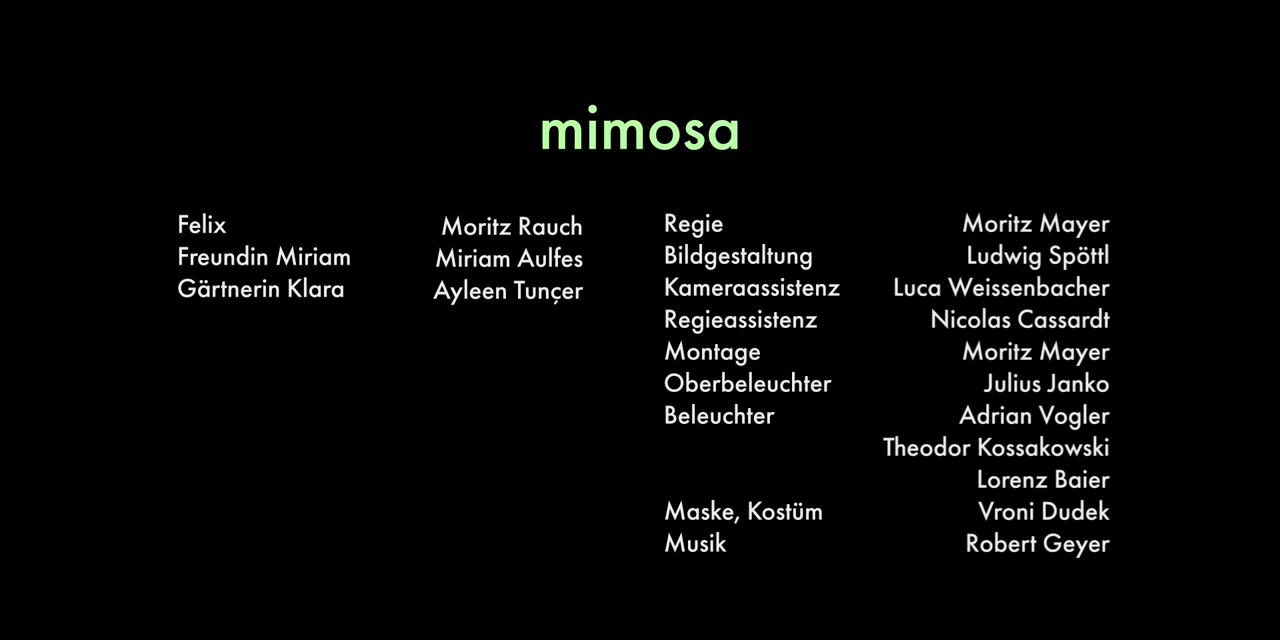 mimosa
Felix Moritz Rauch
Freundin Miriam Miriam Aulfes
Gärtnerin Klara Ayleen Tunçer
Regie Moritz Mayer
Bildgestaltung Ludwig Spöttl
Kameraassistenz Luca Weissenbacher
Regieassistenz Nicolas Cassardt
Montage Moritz Mayer
Oberbeleuchter Julius Janko
Beleuchter Adrian Vogler
Theodor Kossakowski
Lorenz Baier
Maske, Kostüm Vroni Dudek
Musik Robert Geyer